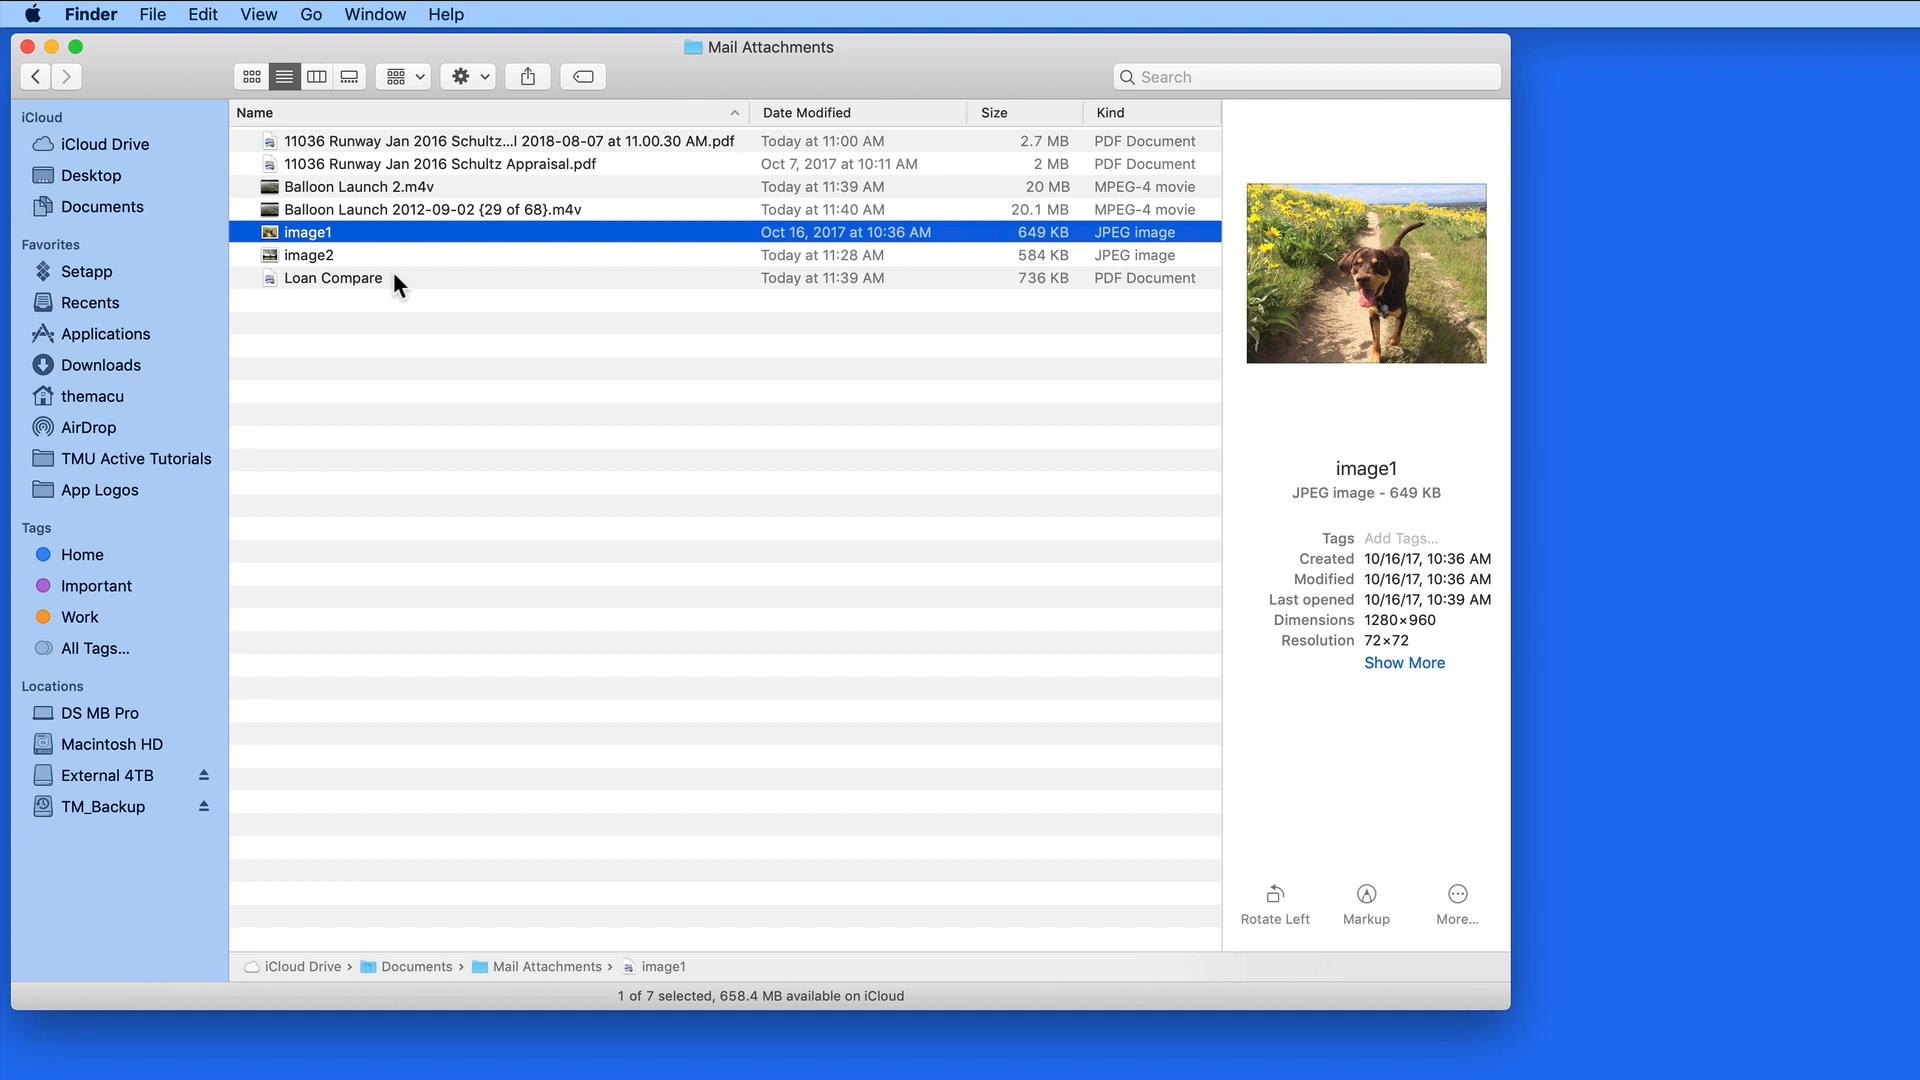 Finder File Edit View Go Window Help
Mail Attachments
Search
iCloud
iCloud Drive
Desktop
Documents
Favorites
Setapp
Recents
Applications
Downloads
themacu
AirDrop
TMU Active Tutorials
App Logos
Tags
Home
Important
Work
All Tags...
Locations
DS MB Pro
Macintosh HD
External 4TB
TM_Backup
Name Date Modified Size Kind
11036 Runway Jan 2016 Schultz...l 2018-08-07 at 11.00.30 AM.pdf Today at 11:00 AM 2.7 MB PDF Document
11036 Runway Jan 2016 Schultz Appraisal.pdf Oct 7, 2017 at 10:11 AM 2 MB PDF Document
Balloon Launch 2.m4v Today at 11:39 AM 20 MB MPEG-4 movie
Balloon Launch 2012-09-02 {29 of 68}.m4v Today at 11:40 AM 20.1 MB MPEG-4 movie
image1 Oct 16, 2017 at 10:36 AM 649 KB JPEG image
image2 Today at 11:28 AM 584 KB JPEG image
Loan Compare Today at 11:39 AM 736 KB PDF Document
image1
JPEG image - 649 KB
Tags Add Tags...
Created 10/16/17, 10:36 AM
Modified 10/16/17, 10:36 AM
Last opened 10/16/17, 10:39 AM
Dimensions 1280×960
Resolution 72×72
Show More
Rotate Left Markup More...
iCloud Drive › Documents › Mail Attachments › image1
1 of 7 selected, 658.4 MB available on iCloud